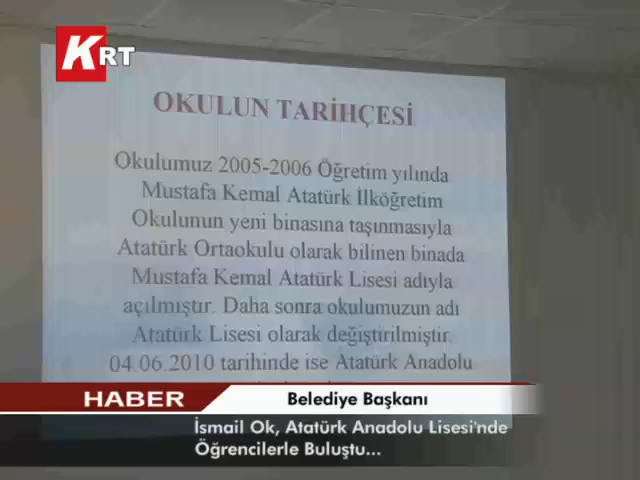 KRT
OKULUN TARİHÇESİ
Okulumuz 2005-2006 Öğretim yılında
Mustafa Kemal Atatürk İlköğretim
Okulunun yeni binasına taşınmasıyla
Atatürk Ortaokulu olarak bilinen binada
Mustafa Kemal Atatürk Lisesi adıyla
açılmıştır. Daha sonra okulumuzun adı
Atatürk Lisesi olarak değiştirilmiştir.
04.06.2010 tarihinde ise Atatürk Anadolu
HABER
Belediye Başkanı
İsmail Ok, Atatürk Anadolu Lisesi'nde
Öğrencilerle Buluştu...